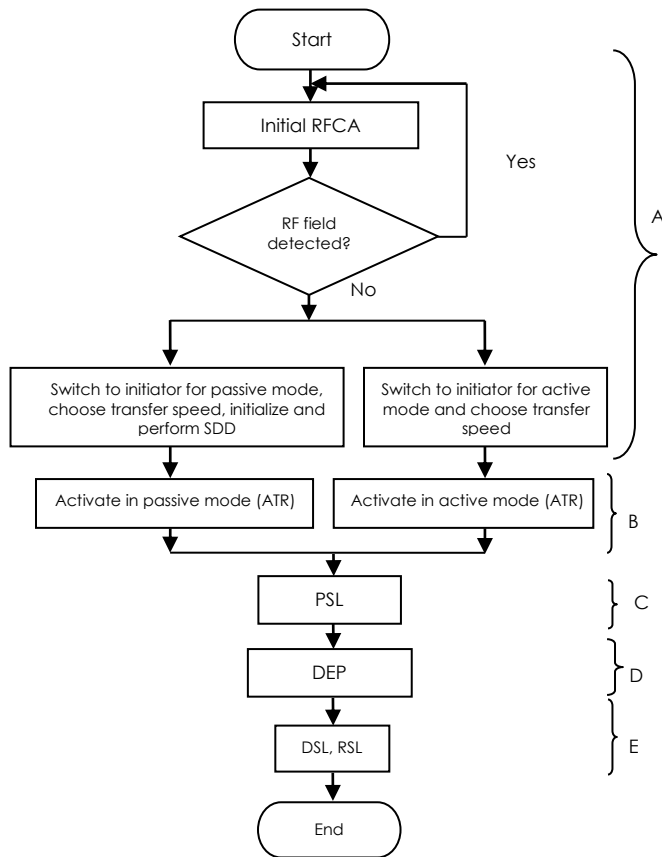 Start
Initial RFCA
Yes
A
RF field
detected?
No
Switch to initiator for passive mode,
choose transfer speed, initialize and
perform SDD
Switch to initiator for active
mode and choose transfer
speed
Activate in passive mode (ATR)
Activate in active mode (ATR)
B
PSL
C
DEP
D
DSL, RSL
E
End